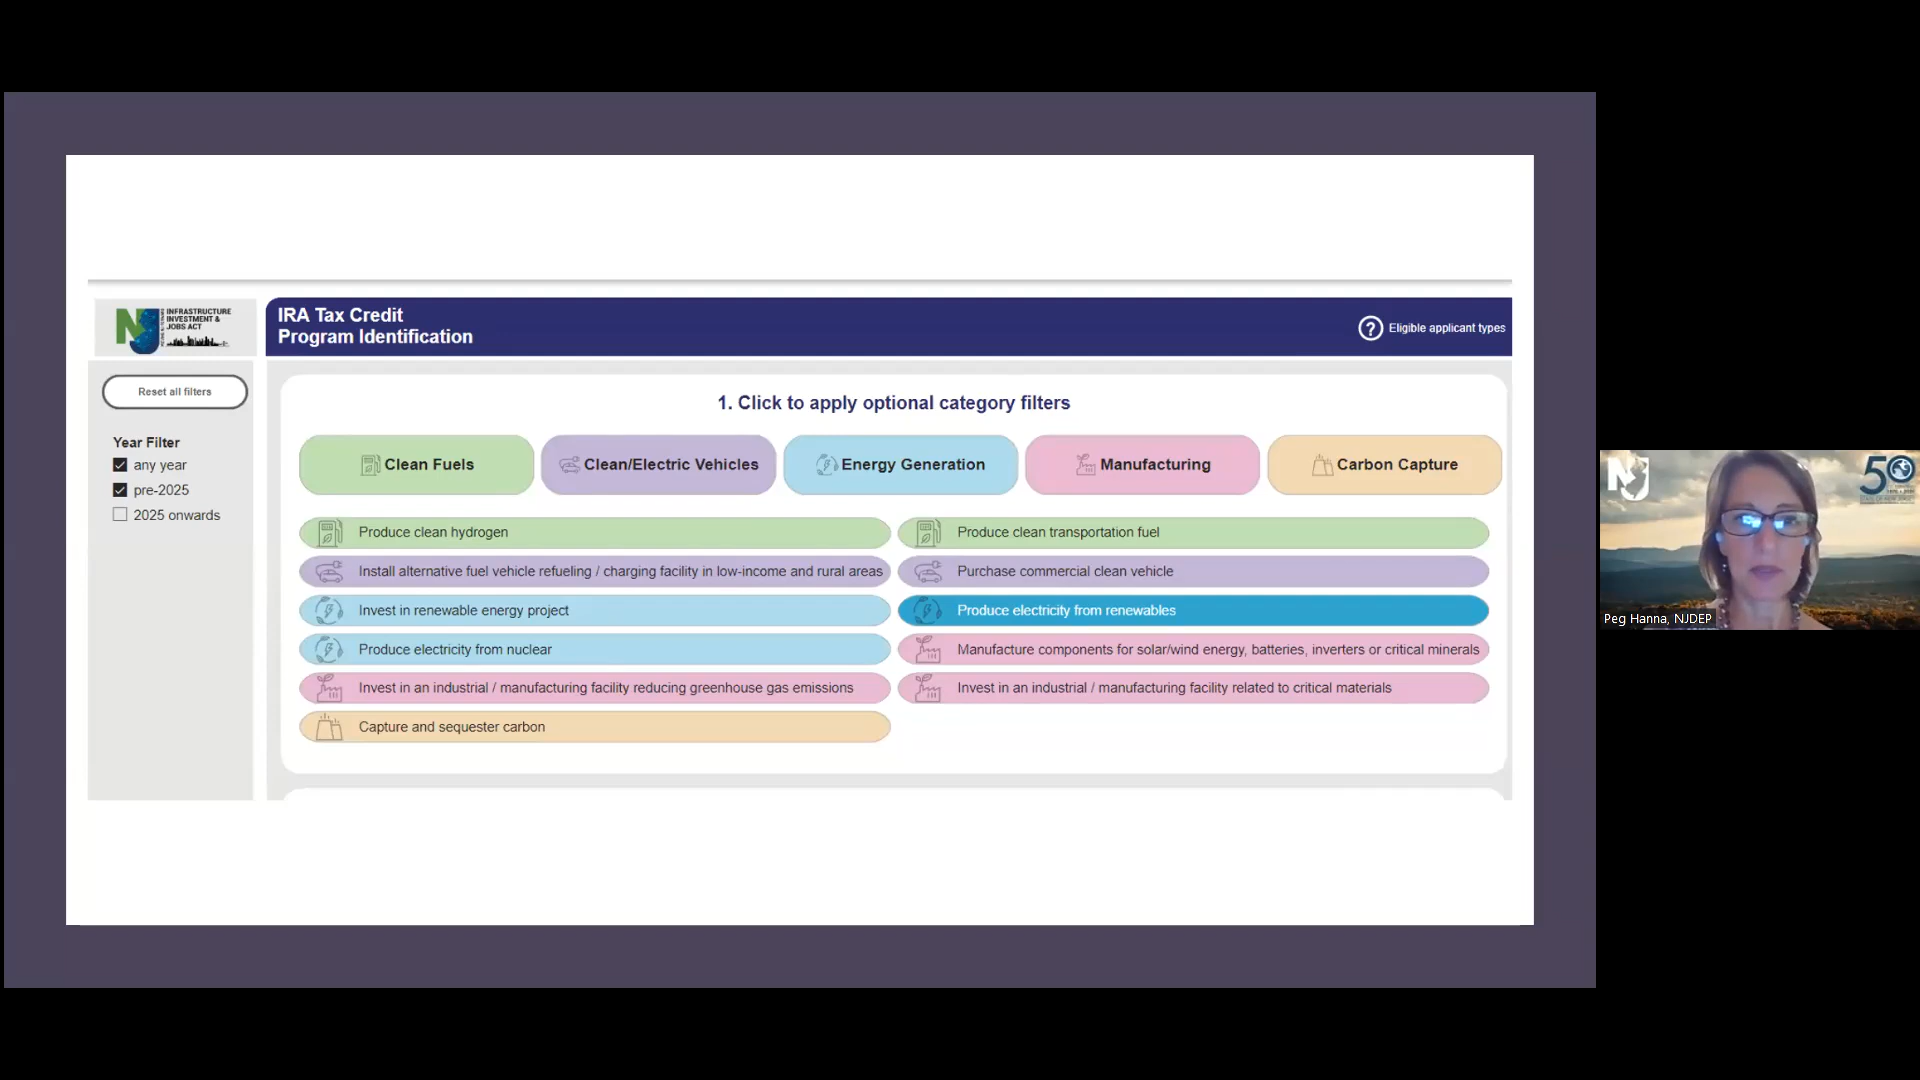 NJ
INFRASTRUCTURE
INVESTMENT &
JOBS ACT
IRA Tax Credit
Program Identification
? Eligible applicant types
Reset all filters
Year Filter
any year
pre-2025
2025 onwards
1. Click to apply optional category filters
Clean Fuels
Clean/Electric Vehicles
Energy Generation
Manufacturing
Carbon Capture
Produce clean hydrogen
Produce clean transportation fuel
Install alternative fuel vehicle refueling / charging facility in low-income and rural areas
Purchase commercial clean vehicle
Invest in renewable energy project
Produce electricity from renewables
Produce electricity from nuclear
Manufacture components for solar/wind energy, batteries, inverters or critical minerals
Invest in an industrial / manufacturing facility reducing greenhouse gas emissions
Invest in an industrial / manufacturing facility related to critical materials
Capture and sequester carbon
NJ
50
Peg Hanna, NJDEP